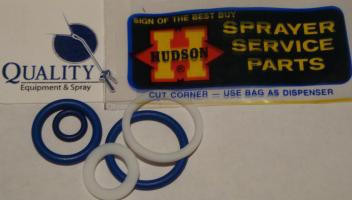 QUALITY
Equipment & Spray
SIGN OF THE BEST BUY
H
HUDSON
®
SPRAYER
SERVICE
PARTS
CUT CORNER — USE BAG AS DISPENSER